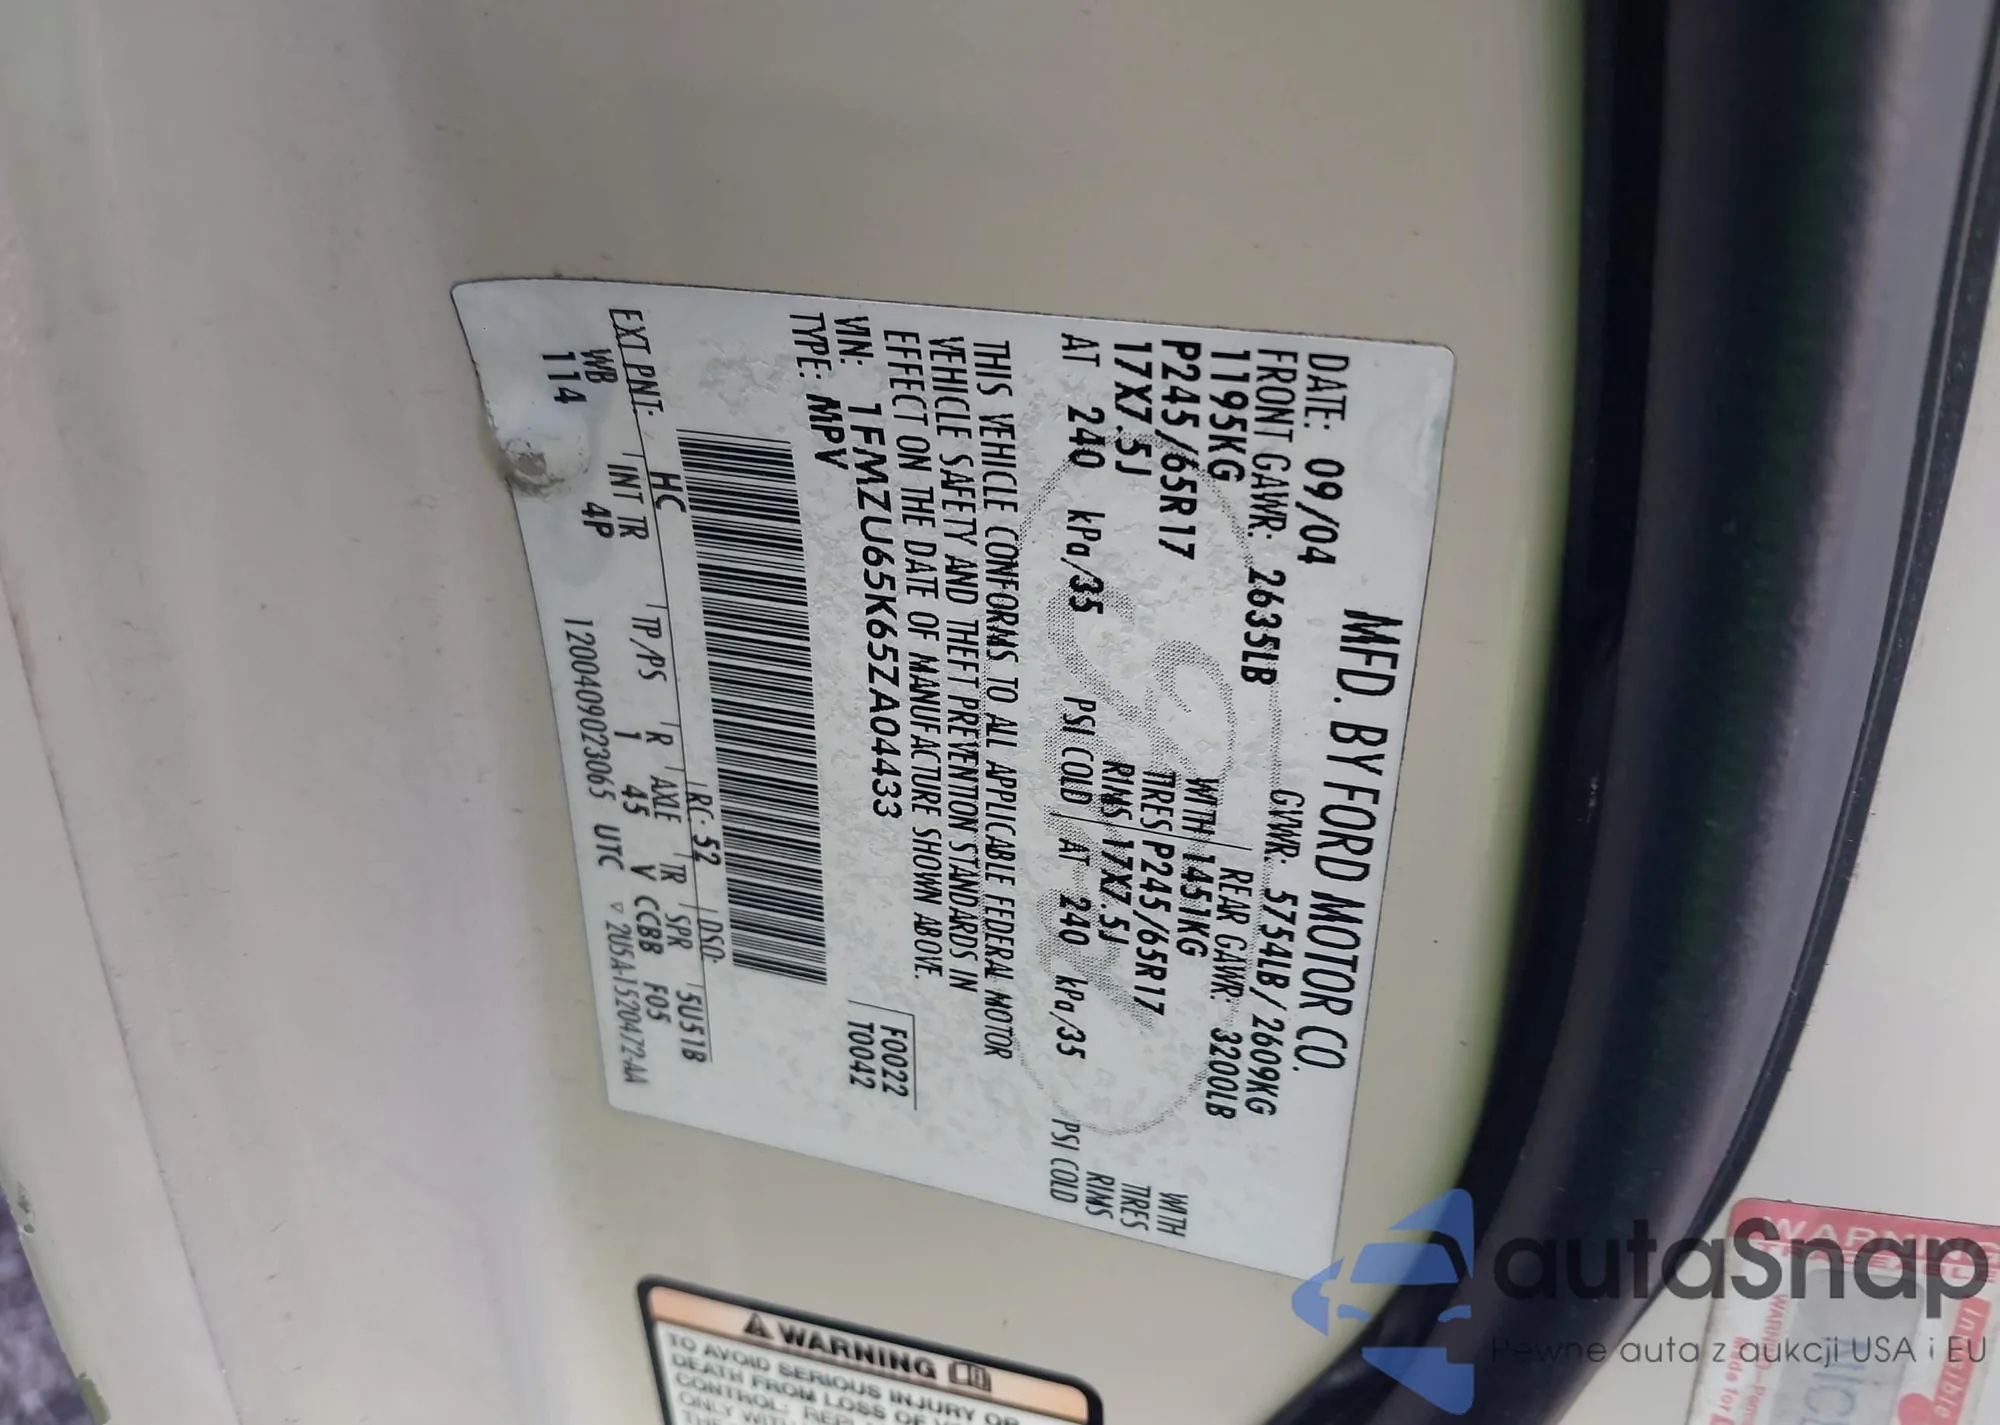 MFD. BY FORD MOTOR CO.
DATE: 09/04 GVWR: 5754LB/2609KG
FRONT GAWR: 2635LB REAR GAWR: 3200LB
1195KG WITH 1451KG WITH
P245/65R17 TIRES P245/65R17 TIRES
17X7.5J RIMS 17X7.5J RIMS
AT 240 kPa/35 PSI COLD AT 240 kPa/35 PSI COLD
THIS VEHICLE CONFORMS TO ALL APPLICABLE FEDERAL MOTOR
VEHICLE SAFETY AND THEFT PREVENTION STANDARDS IN
EFFECT ON THE DATE OF MANUFACTURE SHOWN ABOVE.
VIN: 1FMZU65K65ZA04433 F0022
TYPE: MPV T0042
EXT PNT: HC RC: 52 DSO:
WB INT TR TP/PS R AXLE TR SPR 5U51B
114 4P 1 45 V CCBB F05
1200409023065 UTC ▽ 2U5A-1520472-AA
WARNING
TO AVOID SERIOUS INJURY OR
DEATH FROM LOSS OF
CONTROL:
ONLY WITH
WARNING
autaSnap
Pewne auta z aukcji USA i EU